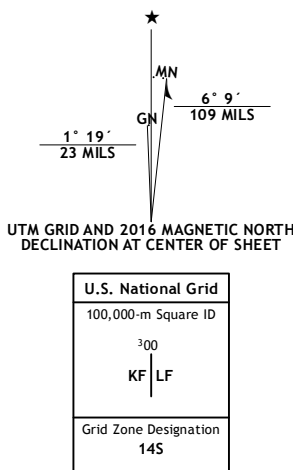 ★
MN
GN
6° 9´
109 MILS
1° 19´
23 MILS
UTM GRID AND 2016 MAGNETIC NORTH
DECLINATION AT CENTER OF SHEET
U.S. National Grid
100,000-m Square ID
³00
KF LF
Grid Zone Designation
14S